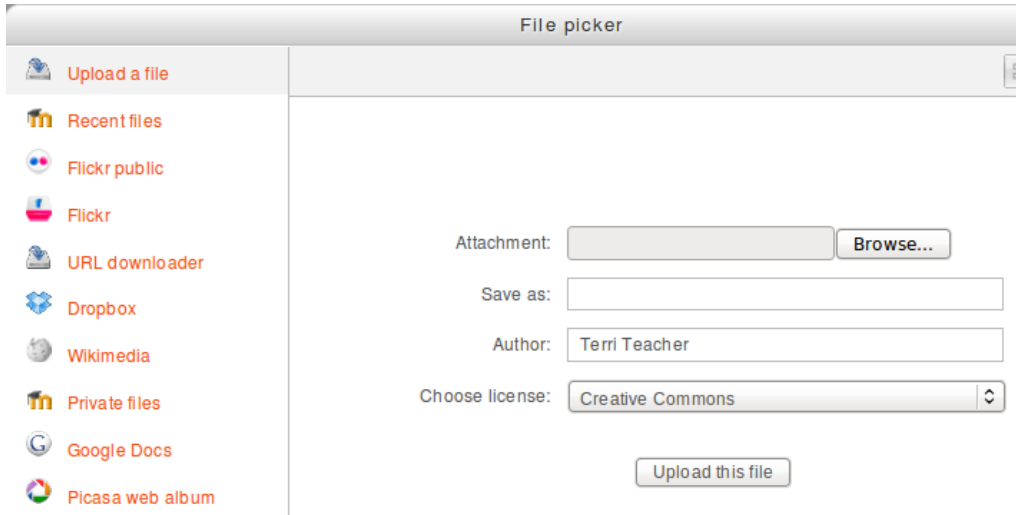 File picker
Upload a file
Recent files
Flickr public
Flickr
URL downloader
Dropbox
Wikimedia
Private files
Google Docs
Picasa web album
Attachment: Browse...
Save as:
Author: Terri Teacher
Choose license: Creative Commons
Upload this file